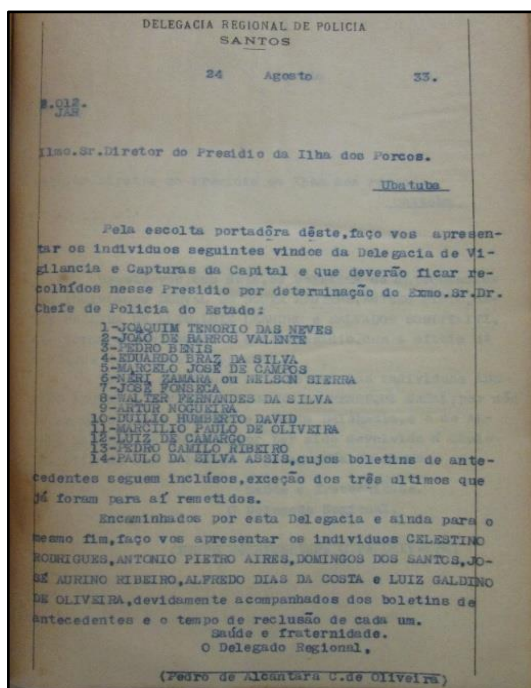 DELEGACIA REGIONAL DE POLICIA
SANTOS
24 Agosto 33.
2.012.
JAM
Ilmo.Sr.Diretor do Presidio da Ilha dos Porcos.
Ubatuba
Pela escolta portadôra dêste,faço vos apresen-
tar os individuos seguintes vindos da Delegacia de Vi-
gilancia e Capturas da Capital e que deverão ficar re-
colhidos nesse Presidio por determinação do Exmo.Sr.Dr.
Chefe de Policia do Estado:
1-JOAQUIM TENORIO DAS NEVES
2-JOÃO DE BARROS VALENTE
3-PEDRO BENIS
4-EDUARDO BRAZ DA SILVA
5-MARCELO JOSÉ DE CAMPOS
6-NERI ZAMARA ou NELSON SIERRA
7-JOSÉ FONSECA
8-WALTER FERNANDES DA SILVA
9-ARTUR NOGUEIRA
10-DUILIO HUMBERTO DAVID
11-MARCILIO PAULO DE OLIVEIRA
12-LUIZ DE CAMARGO
13-PEDRO CAMILO RIBEIRO
14-PAULO DA SILVA ASSIS,cujos boletins de ante-
cedentes seguem inclúsos,exceção dos três ultimos que
já foram para aí remetidos.
Encaminhados por esta Delegacia e ainda para o
mesmo fim,faço vos apresentar os individuos CELESTINO
RODRIGUES,ANTONIO PIETRO AIRES,DOMINGOS DOS SANTOS,JO-
SÉ AURINO RIBEIRO,ALFREDO DIAS DA COSTA e LUIZ GALDINO
DE OLIVEIRA,devidamente acompanhados dos boletins de
antecedentes e o tempo de reclusão de cada um.
Saúde e fraternidade.
O Delegado Regional,
(Pedro de Alcantara C.de Oliveira)